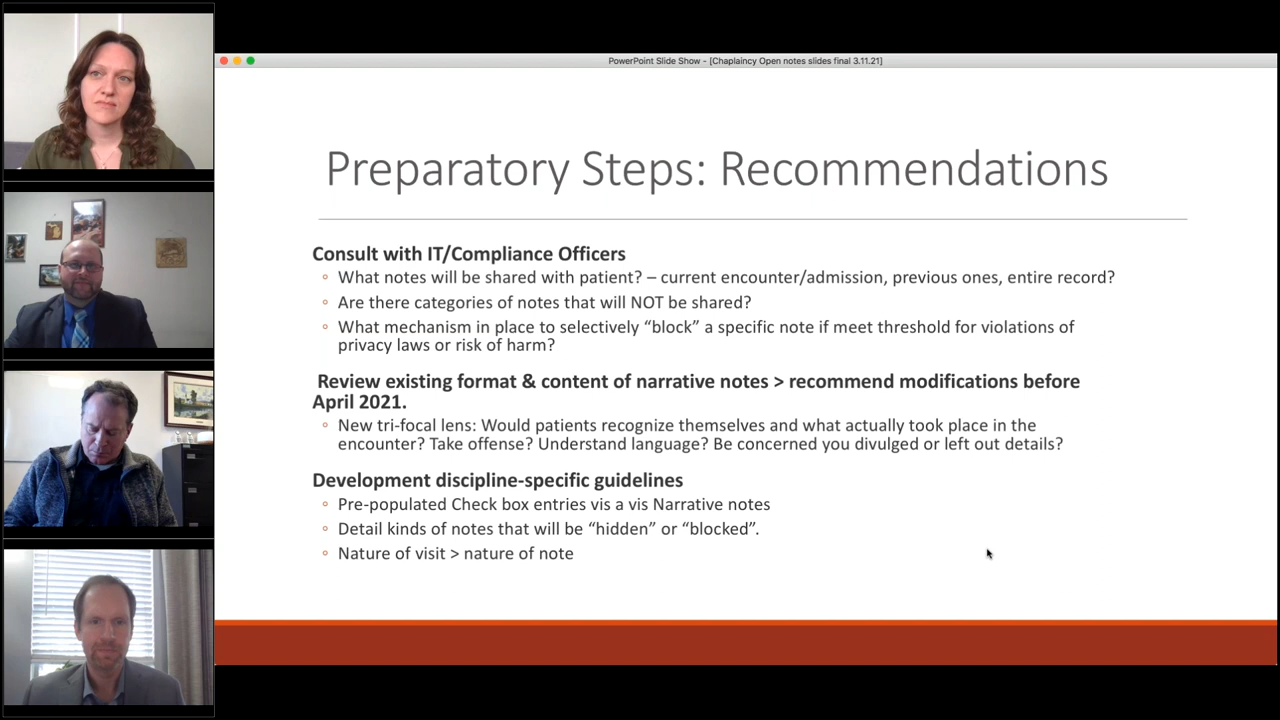 PowerPoint Slide Show - [Chaplaincy Open notes slides final 3.11.21]
Preparatory Steps: Recommendations
Consult with IT/Compliance Officers
◦ What notes will be shared with patient? – current encounter/admission, previous ones, entire record?
◦ Are there categories of notes that will NOT be shared?
◦ What mechanism in place to selectively “block” a specific note if meet threshold for violations of
privacy laws or risk of harm?
Review existing format & content of narrative notes > recommend modifications before
April 2021.
◦ New tri-focal lens: Would patients recognize themselves and what actually took place in the
encounter? Take offense? Understand language? Be concerned you divulged or left out details?
Development discipline-specific guidelines
◦ Pre-populated Check box entries vis a vis Narrative notes
◦ Detail kinds of notes that will be “hidden” or “blocked”.
◦ Nature of visit > nature of note